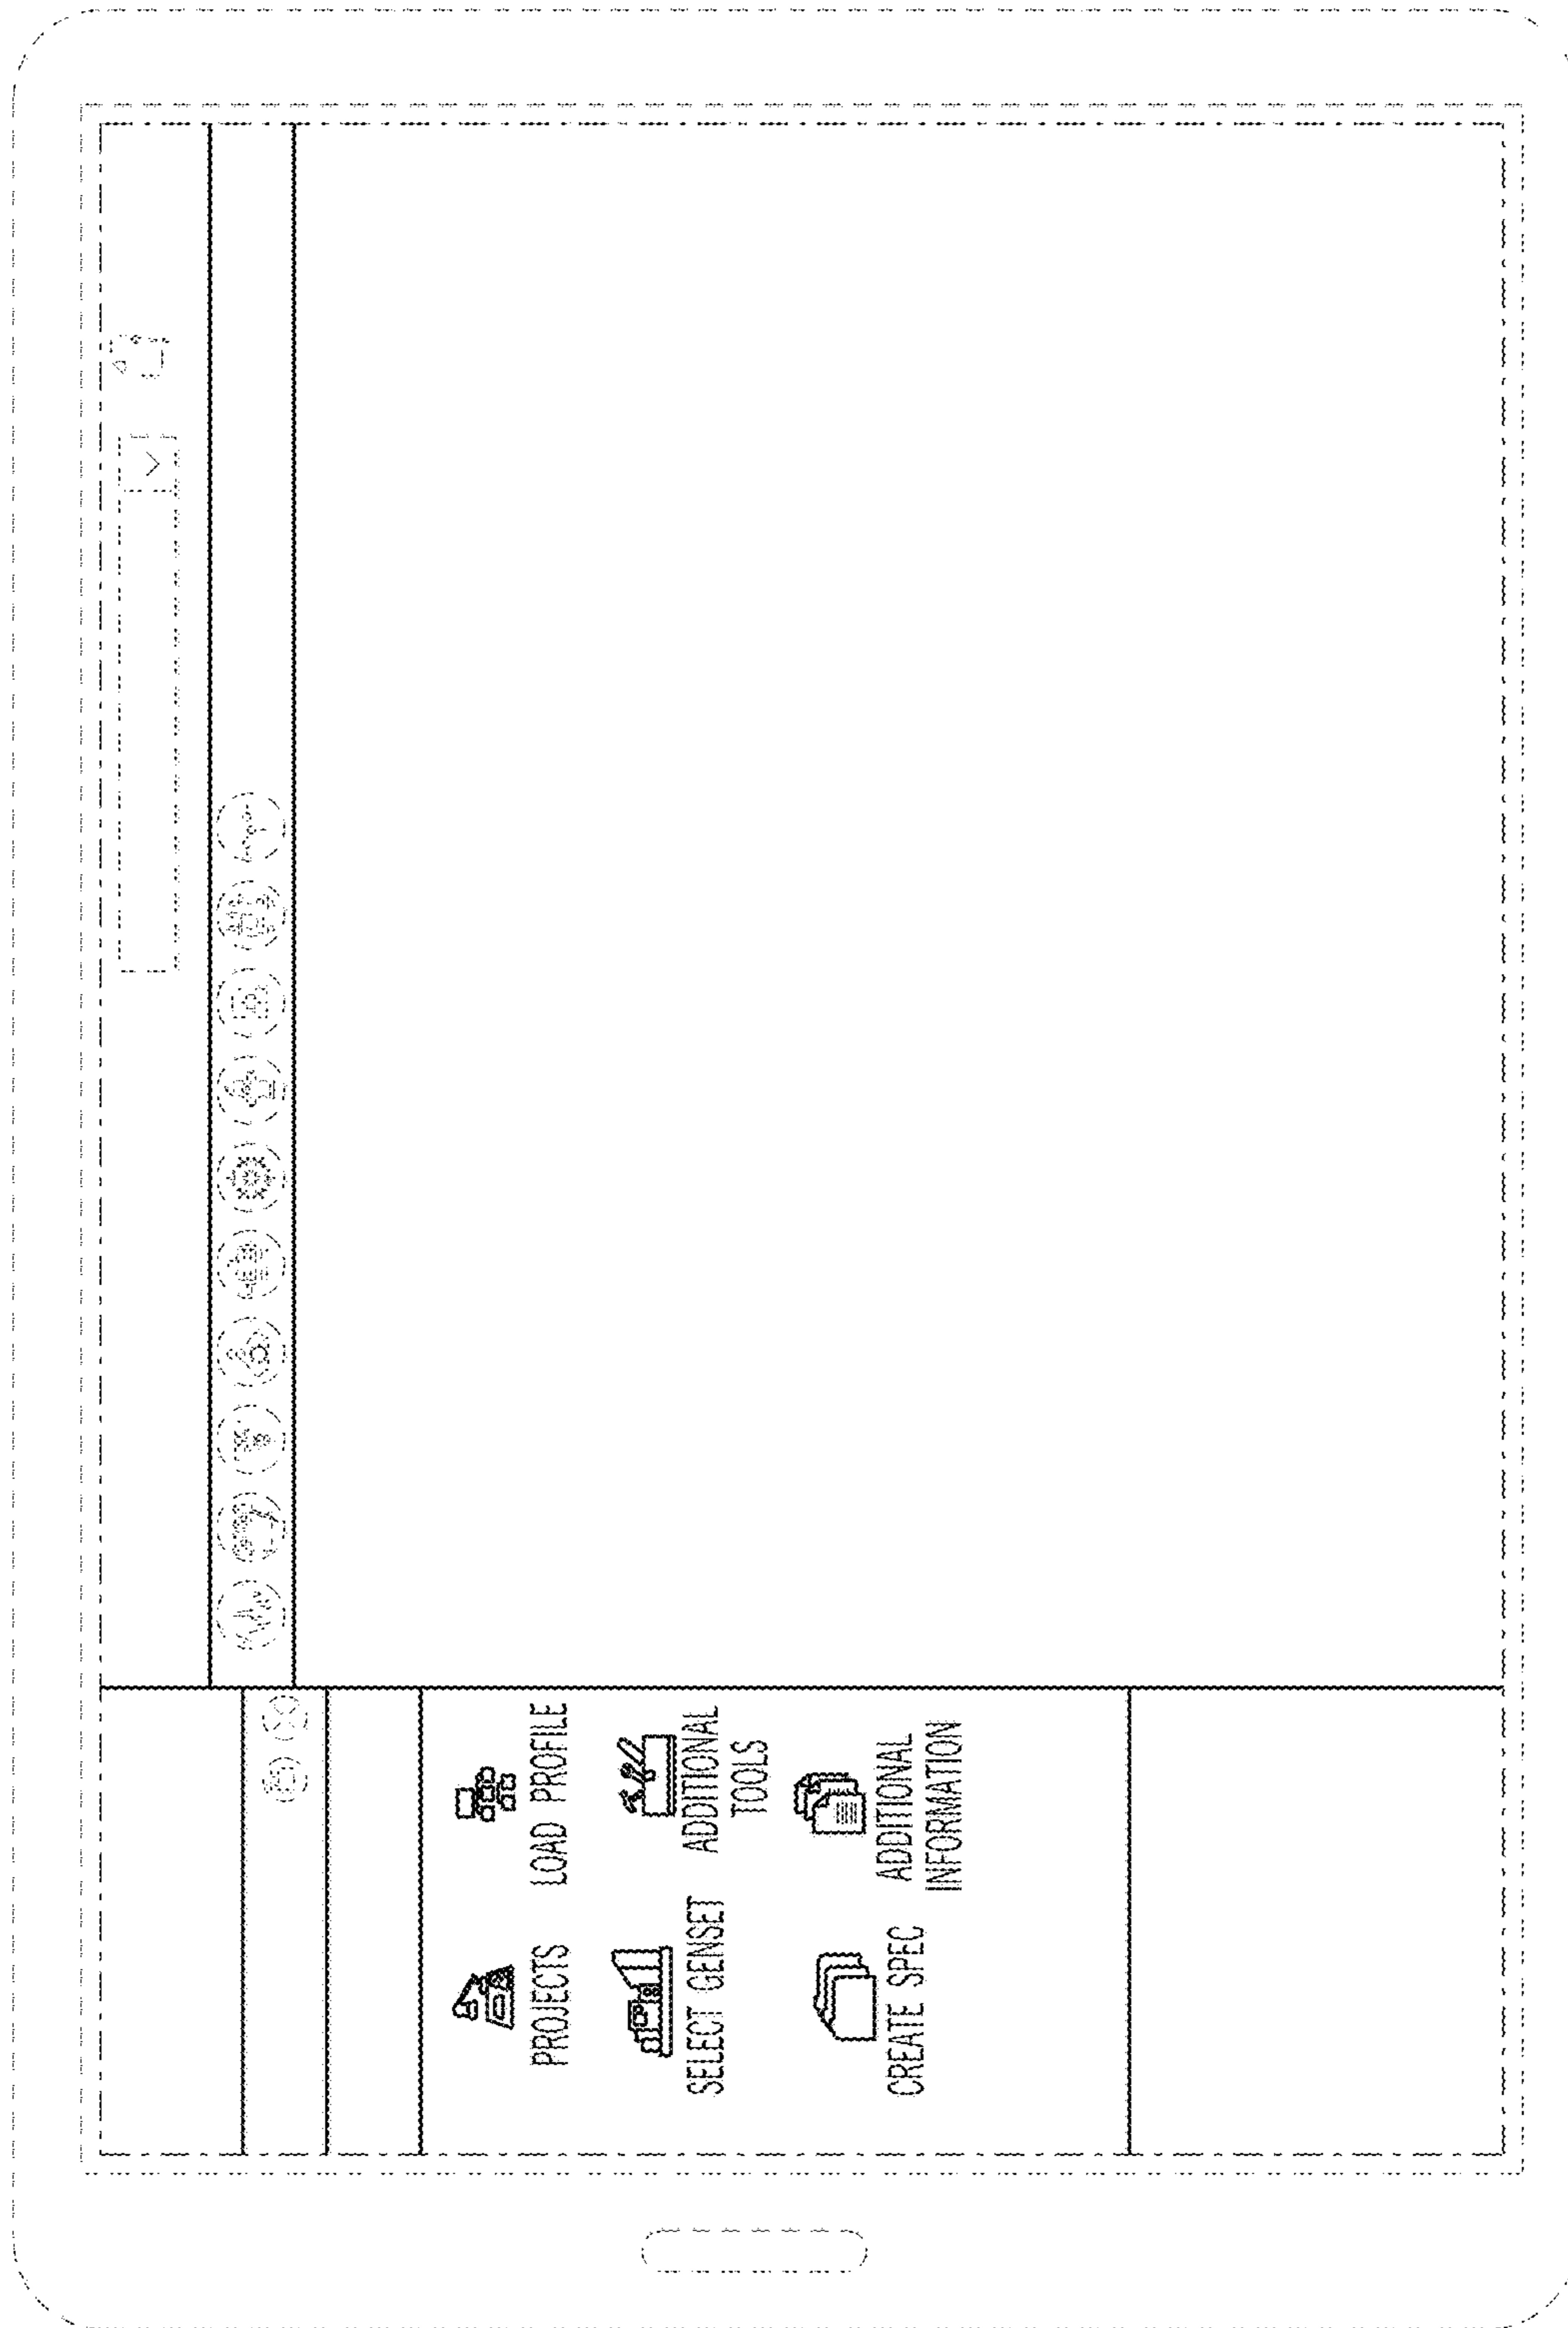 PROJECTS
LOAD PROFILE
SELECT GENSET
ADDITIONAL
TOOLS
CREATE SPEC
ADDITIONAL
INFORMATION